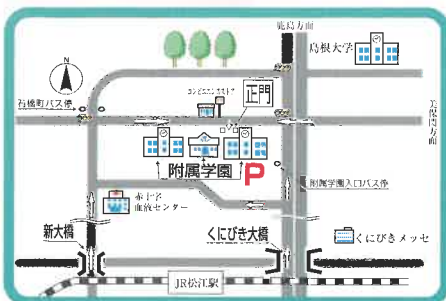 鹿島方面
島根大学
N
コンビニエンスストア
正門
石橋町バス停
美保関方面
附属学園
P
附属学園入口バス停
赤十字
血液センター
新大橋
くにびき大橋
くにびきメッセ
JR松江駅